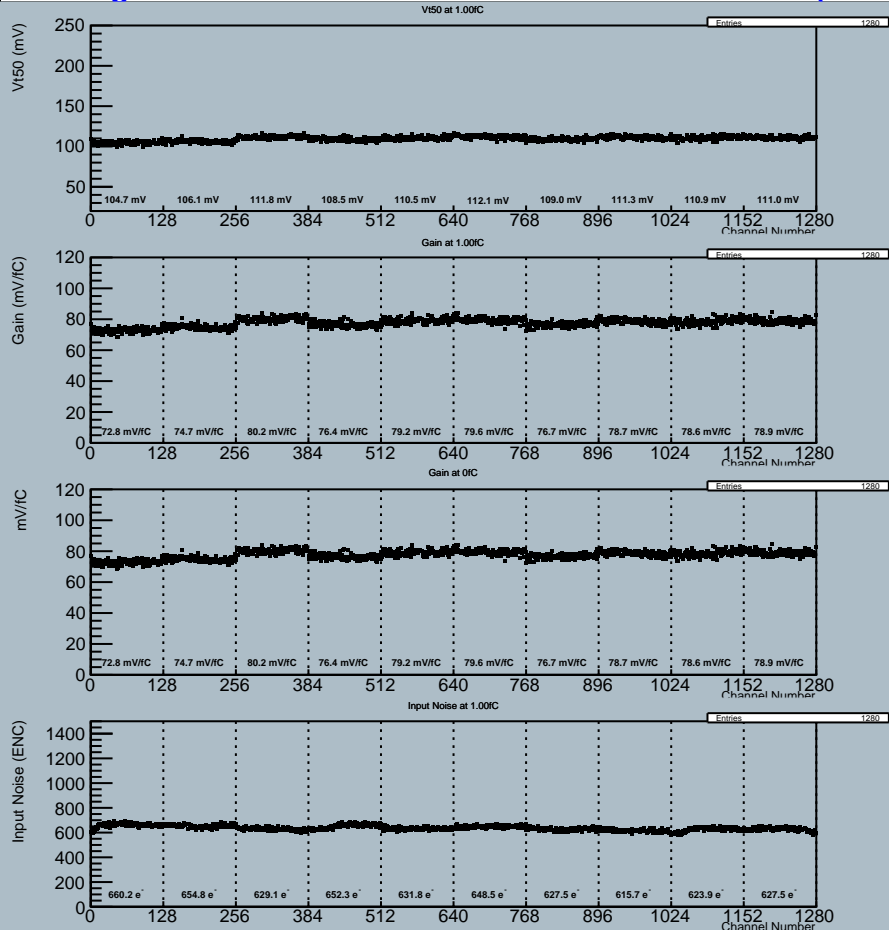 Vt50 at 1.00fC
Entries 1280
Vt50 (mV)
250
200
150
100
50
104.7 mV 106.1 mV 111.8 mV 108.5 mV 110.5 mV 112.1 mV 109.0 mV 111.3 mV 110.9 mV 111.0 mV
0 128 256 384 512 640 768 896 1024 1152 1280
Channel Number
Gain at 1.00fC
Entries 1280
Gain (mV/fC)
120
100
80
60
40
20
0
72.8 mV/fC 74.7 mV/fC 80.2 mV/fC 76.4 mV/fC 79.2 mV/fC 79.6 mV/fC 76.7 mV/fC 78.7 mV/fC 78.6 mV/fC 78.9 mV/fC
0 128 256 384 512 640 768 896 1024 1152 1280
Channel Number
Gain at 0fC
Entries 1280
mV/fC
120
100
80
60
40
20
0
72.8 mV/fC 74.7 mV/fC 80.2 mV/fC 76.4 mV/fC 79.2 mV/fC 79.6 mV/fC 76.7 mV/fC 78.7 mV/fC 78.6 mV/fC 78.9 mV/fC
0 128 256 384 512 640 768 896 1024 1152 1280
Channel Number
Input Noise at 1.00fC
Entries 1280
Input Noise (ENC)
1400
1200
1000
800
600
400
200
0
660.2 e⁻ 654.8 e⁻ 629.1 e⁻ 652.3 e⁻ 631.8 e⁻ 648.5 e⁻ 627.5 e⁻ 615.7 e⁻ 623.9 e⁻ 627.5 e⁻
0 128 256 384 512 640 768 896 1024 1152 1280
Channel Number